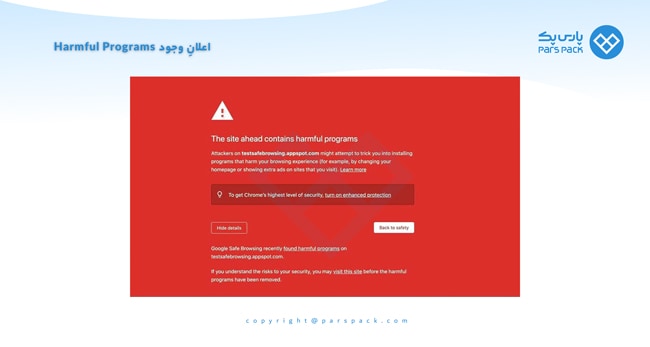 اعلانِ وجود Harmful Programs
پارس پک
PARS PACK
The site ahead contains harmful programs
Attackers on testsafebrowsing.appspot.com might attempt to trick you into installing
programs that harm your browsing experience (for example, by changing your
homepage or showing extra ads on sites that you visit). Learn more
To get Chrome's highest level of security, turn on enhanced protection
Hide details
Back to safety
Google Safe Browsing recently found harmful programs on
testsafebrowsing.appspot.com.
If you understand the risks to your security, you may visit this site before the harmful
programs have been removed.
copyright@parspack.com